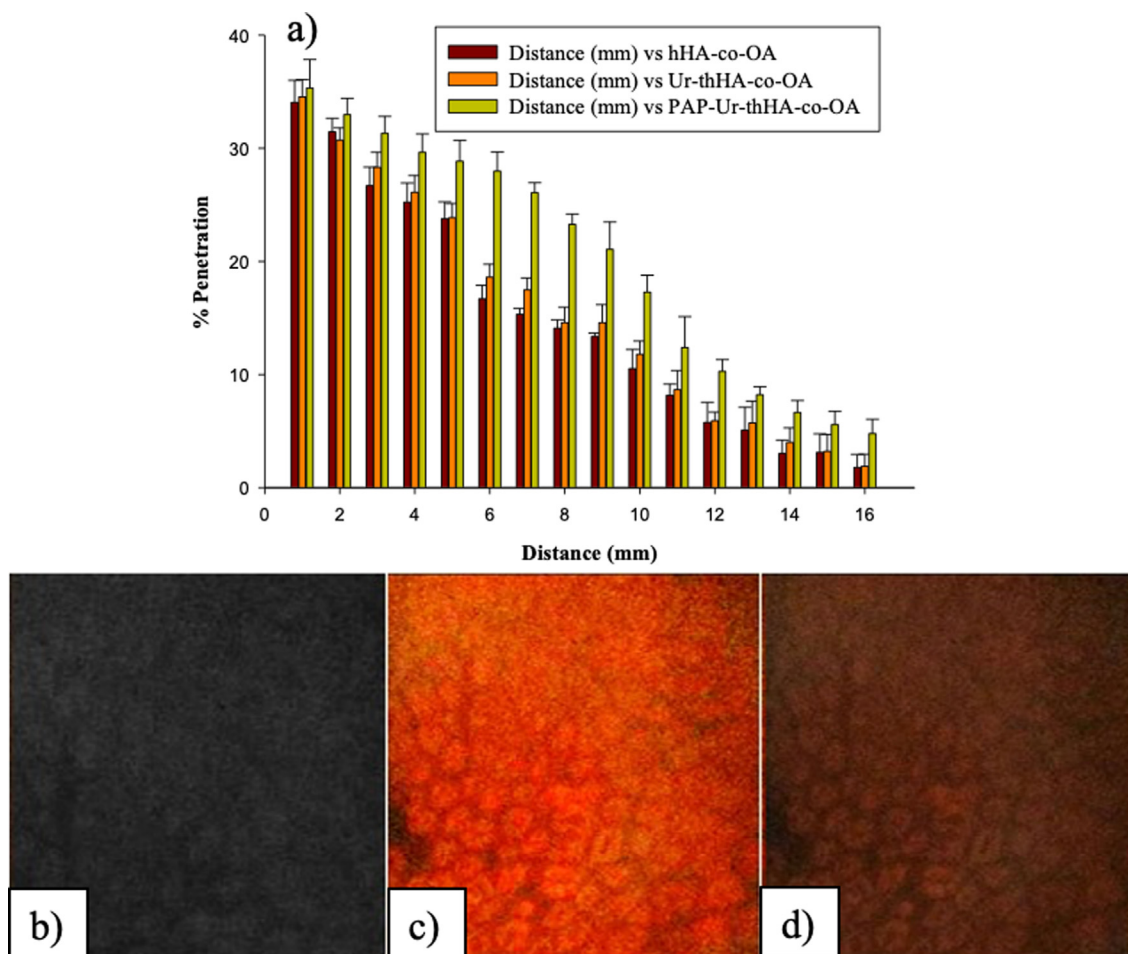 a)
Distance (mm) vs hHA-co-OA
Distance (mm) vs Ur-thHA-co-OA
Distance (mm) vs PAP-Ur-thHA-co-OA
40
30
20
10
0
% Penetration
0 2 4 6 8 10 12 14 16
Distance (mm)
b)
c)
d)